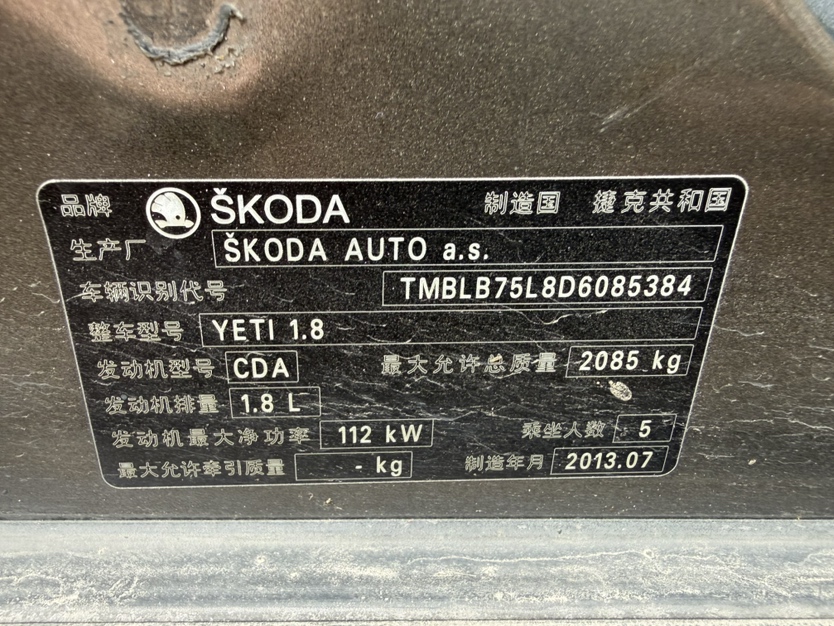 品牌 ŠKODA 制造国 捷克共和国
生产厂 ŠKODA AUTO a.s.
车辆识别代号 TMBLB75L8D6085384
整车型号 YETI 1.8
发动机型号 CDA 最大允许总质量 2085 kg
发动机排量 1.8 L
发动机最大净功率 112 kW 乘坐人数 5
最大允许牵引质量 - kg 制造年月 2013.07